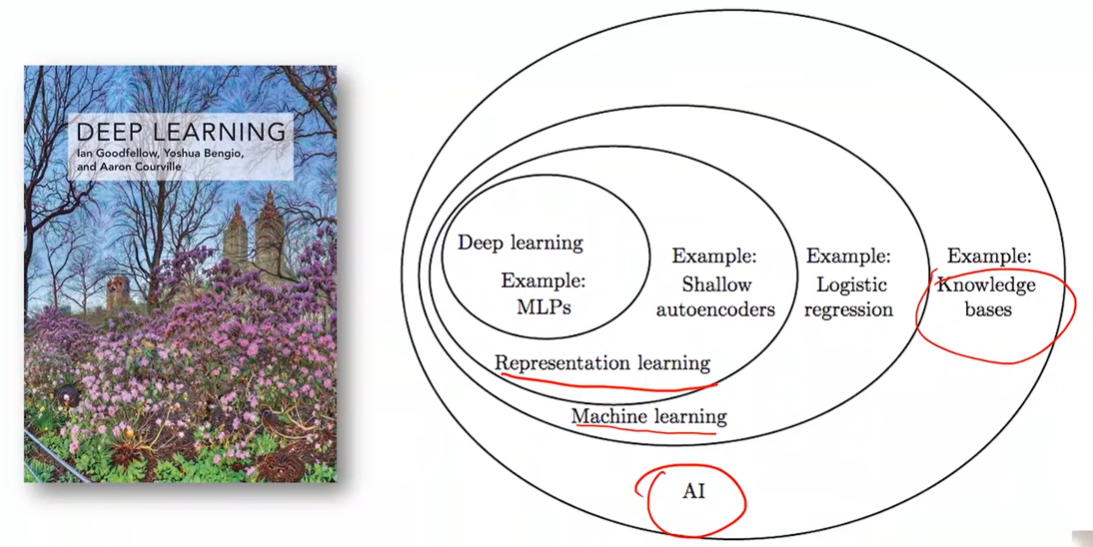 DEEP LEARNING
Ian Goodfellow, Yoshua Bengio,
and Aaron Courville
Deep learning
Example:
MLPs
Example:
Shallow
autoencoders
Example:
Logistic
regression
Example:
Knowledge
bases
Representation learning
Machine learning
AI